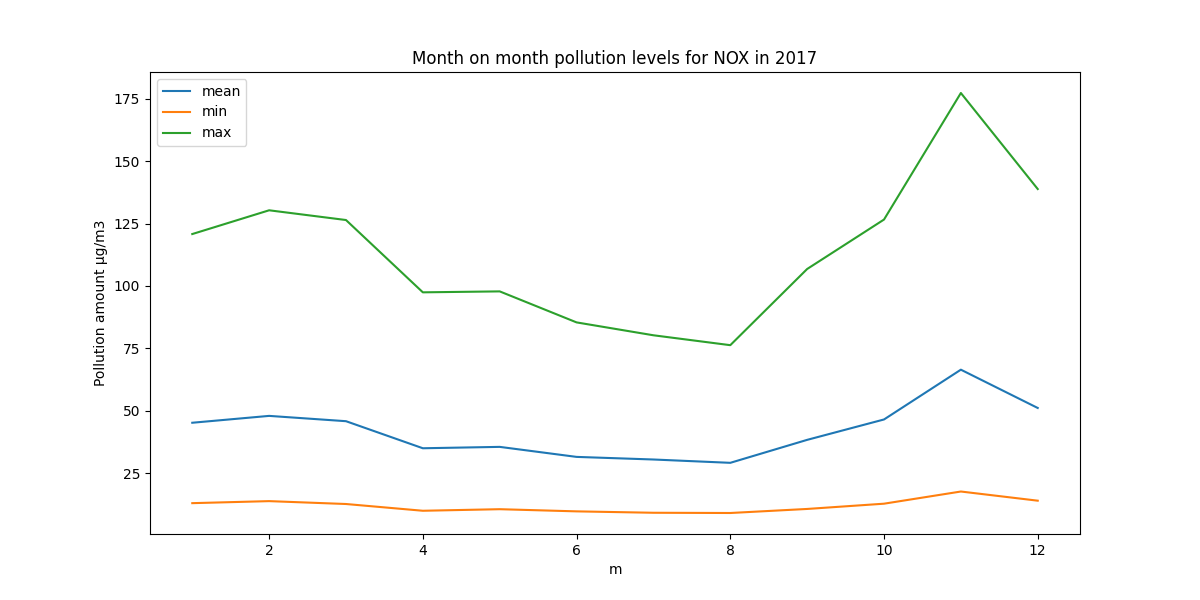 Month on month pollution levels for NOX in 2017
mean
min
max
175
150
125
100
75
50
25
Pollution amount µg/m3
2 4 6 8 10 12
m